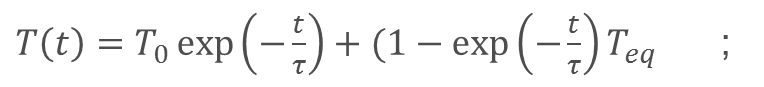 T(t) = T₀ exp(−t/τ) + (1 − exp(−t/τ) T_eq ;